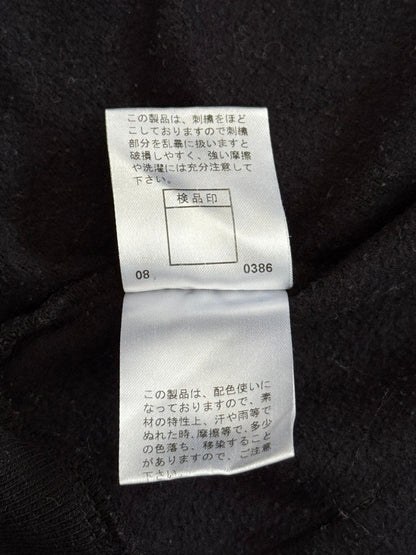 この製品は、刺繍をほど
こしておりますので刺繍
部分を乱暴に扱いますと
破損しやすく、強い摩擦
や洗濯には充分注意して
下さい。
検品印
08 0386
この製品は、配色使いに
なっておりますので、素
材の特性上、汗や雨等で
ぬれた時、摩擦等で、多少
の色落ち、移染すること
がありますので、ご注意
下さい。